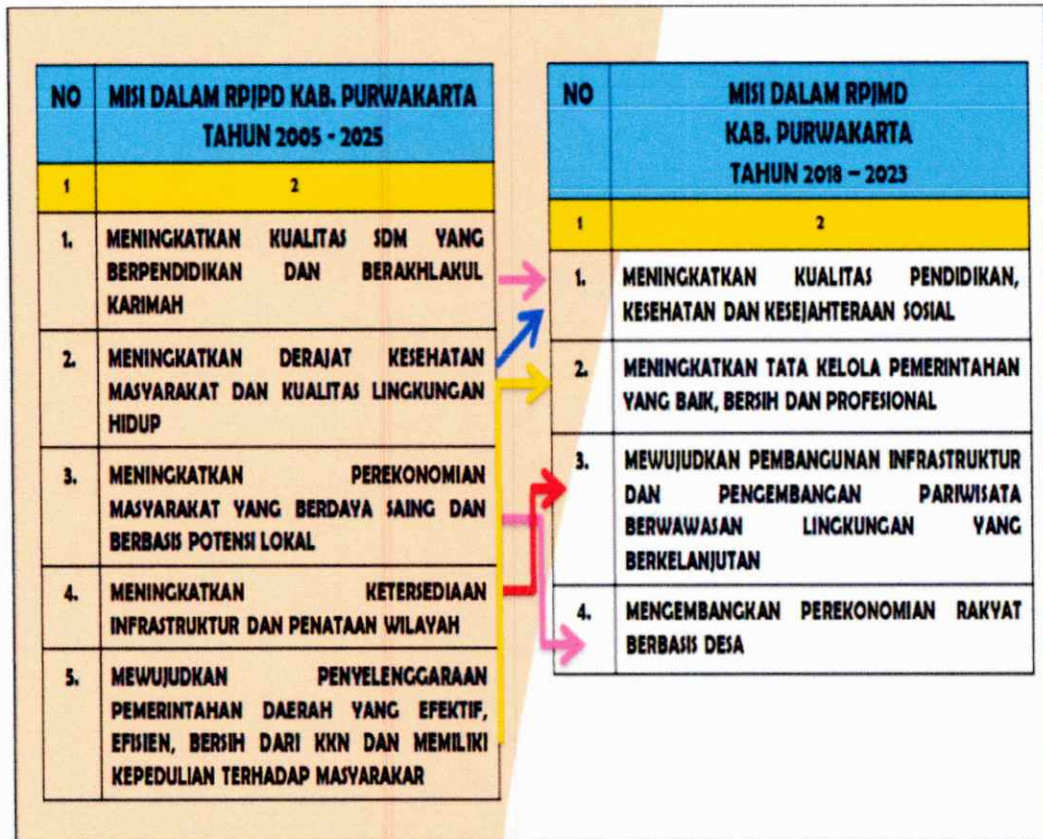 NO
MISI DALAM RPJPD KAB. PURWAKARTA
TAHUN 2005 - 2025
1
2
1.
MENINGKATKAN KUALITAS SDM YANG
BERPENDIDIKAN DAN BERAKHLAKUL
KARIMAH
2.
MENINGKATKAN DERAJAT KESEHATAN
MASYARAKAT DAN KUALITAS LINGKUNGAN
HIDUP
3.
MENINGKATKAN PEREKONOMIAN
MASYARAKAT YANG BERDAYA SAING DAN
BERBASIS POTENSI LOKAL
4.
MENINGKATKAN KETERSEDIAAN
INFRASTRUKTUR DAN PENATAAN WILAYAH
5.
MEWUJUDKAN PENYELENGGARAAN
PEMERINTAHAN DAERAH YANG EFEKTIF,
EFISIEN, BERSIH DARI KKN DAN MEMILIKI
KEPEDULIAN TERHADAP MASYARAKAR
NO
MISI DALAM RPJMD
KAB. PURWAKARTA
TAHUN 2018 – 2023
1
2
1.
MENINGKATKAN KUALITAS PENDIDIKAN,
KESEHATAN DAN KESEJAHTERAAN SOSIAL
2.
MENINGKATKAN TATA KELOLA PEMERINTAHAN
YANG BAIK, BERSIH DAN PROFESIONAL
3.
MEWUJUDKAN PEMBANGUNAN INFRASTRUKTUR
DAN PENGEMBANGAN PARIWISATA
BERWAWASAN LINGKUNGAN YANG
BERKELANJUTAN
4.
MENGEMBANGKAN PEREKONOMIAN RAKYAT
BERBASIS DESA